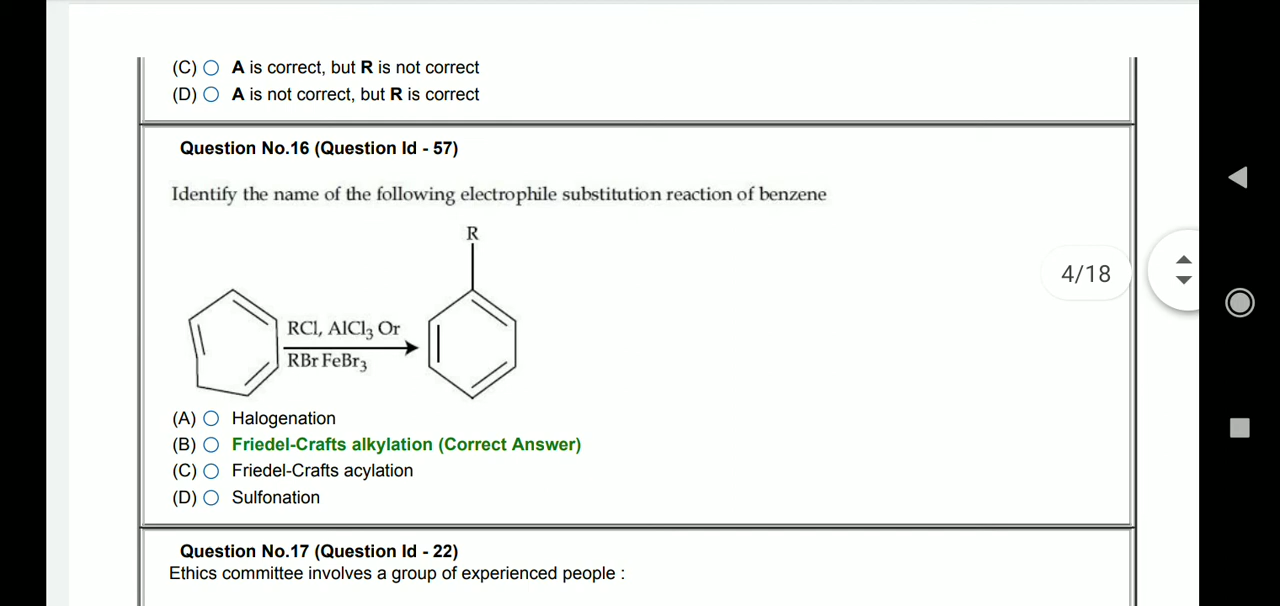 (C) A is correct, but R is not correct
(D) A is not correct, but R is correct
Question No.16 (Question Id - 57)
Identify the name of the following electrophile substitution reaction of benzene
R
RCl, AlCl₃ Or
RBr FeBr₃
4/18
(A) Halogenation
(B) Friedel-Crafts alkylation (Correct Answer)
(C) Friedel-Crafts acylation
(D) Sulfonation
Question No.17 (Question Id - 22)
Ethics committee involves a group of experienced people :